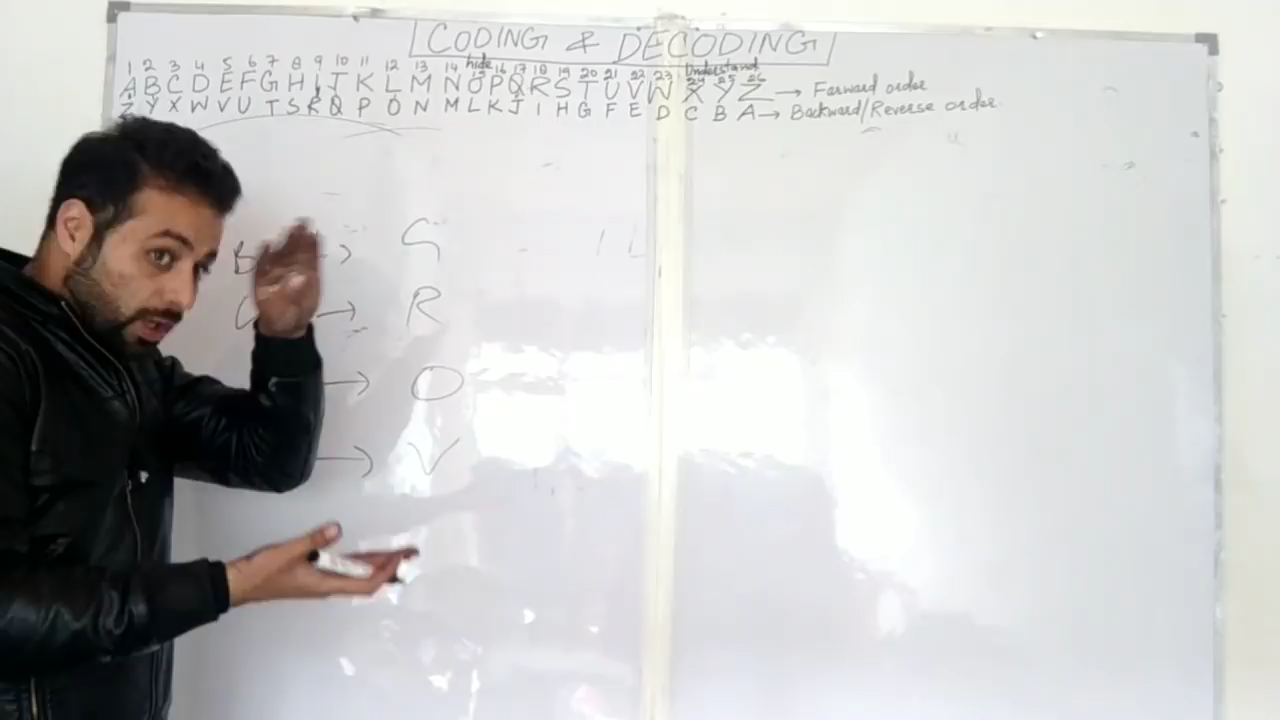 CODING & DECODING
hide Understand
1 2 3 4 5 6 7 8 9 10 11 12 13 14 15 16 17 18 19 20 21 22 23 24 25 26
A B C D E F G H I J K L M N O P Q R S T U V W X Y Z → Forward order
Z Y X W V U T S R Q P O N M L K J I H G F E D C B A → Backward/Reverse order
B → G
→ R
→ O
→ V